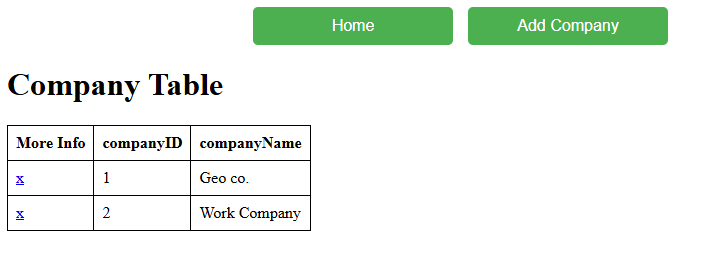 Home Add Company
Company Table
More Info companyID companyName
x 1 Geo co.
x 2 Work Company